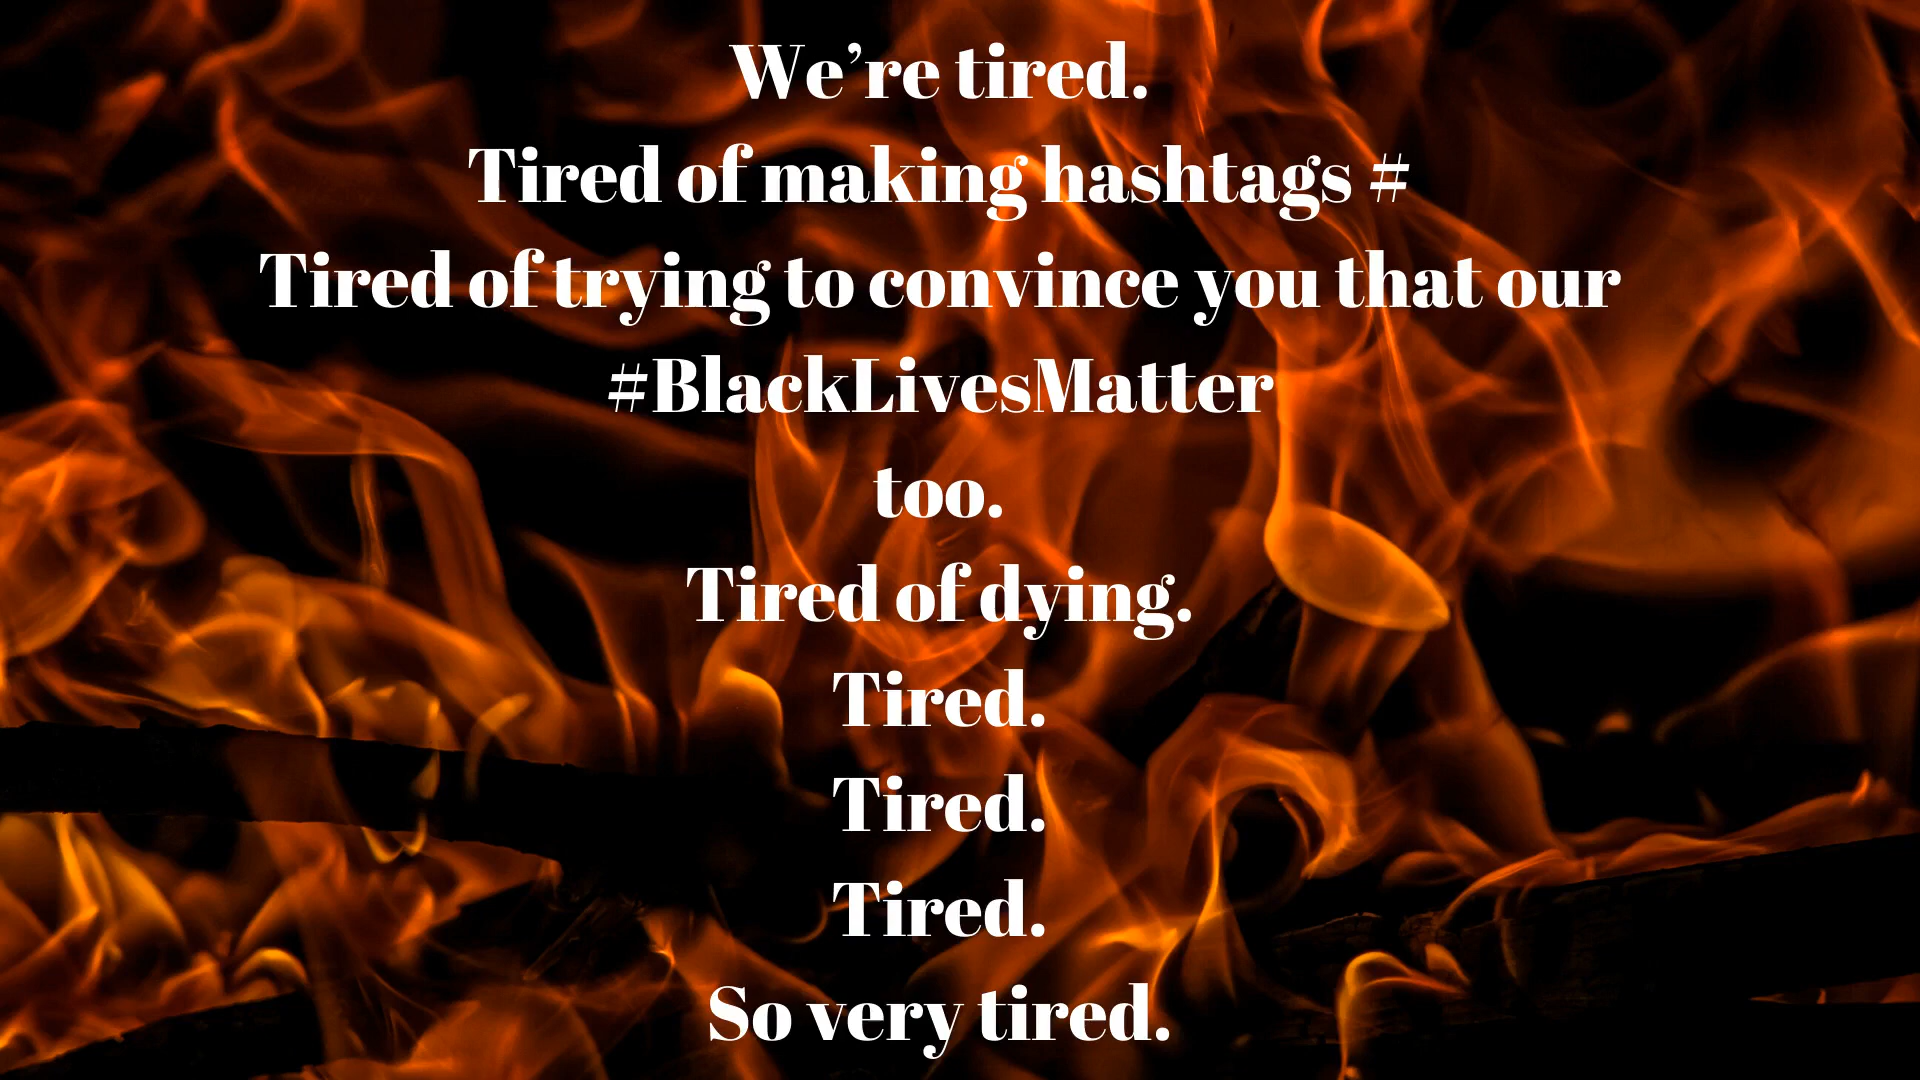 We’re tired.
Tired of making hashtags #
Tired of trying to convince you that our
#BlackLivesMatter
too.
Tired of dying.
Tired.
Tired.
Tired.
So very tired.